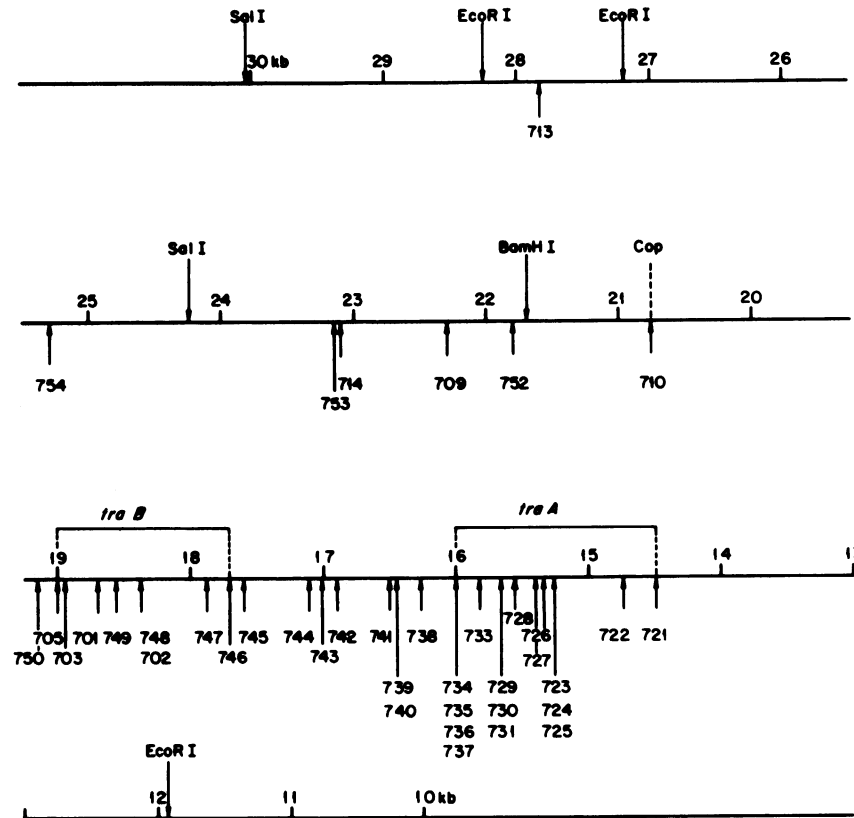 Sal I EcoR I EcoR I
30 kb 29 28 27 26
713
Sal I BamH I Cop
25 24 23 22 21 20
754 714 709 752 710
753
tra B tra A
19 18 17 16 15 14
728
705 701 749 748 747 745 744 742 741 738 733 726 722 721
750 703 702 746 743 727
739 734 729 723
740 735 730 724
736 731 725
737
EcoR I
12 11 10 kb